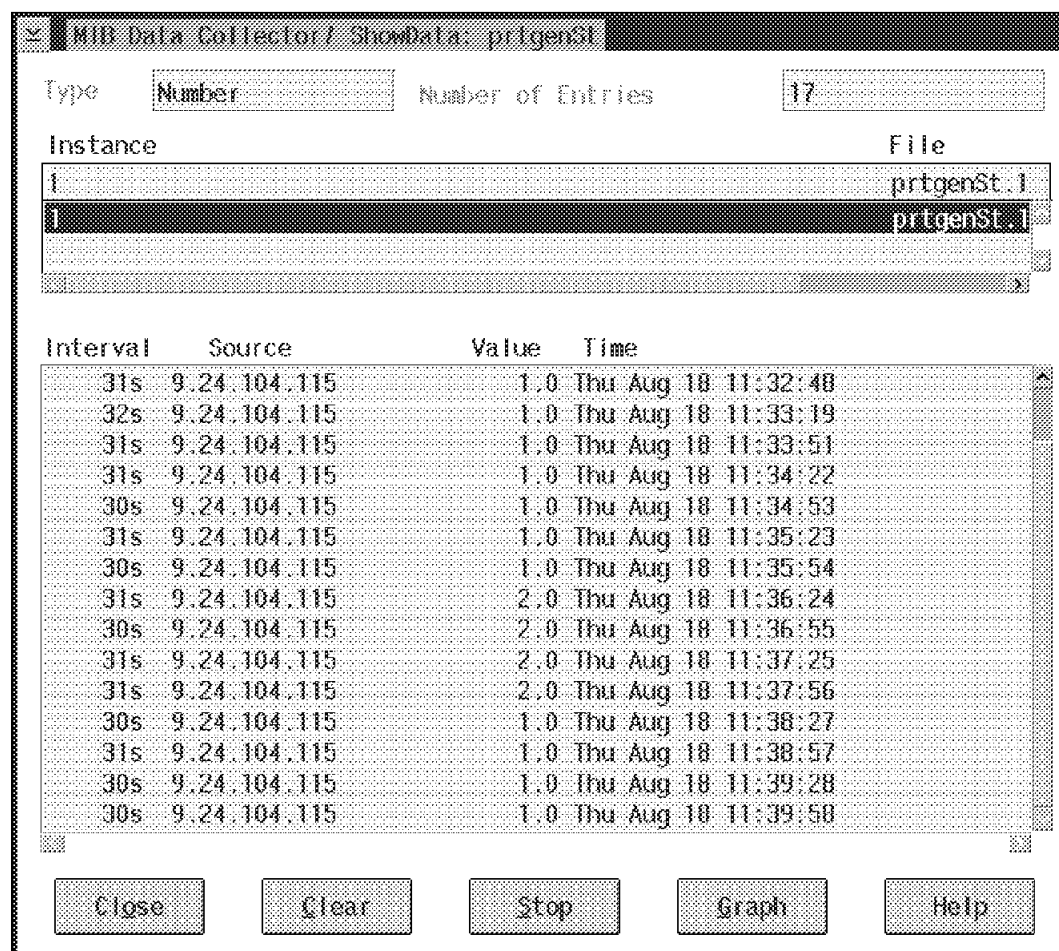 MIB Data Collector/ ShowData: prtgenSt
Type Number Number of Entries 17
Instance File
1 prtgenSt.1
1 prtgenSt.1
Interval Source Value Time
31s 9.24.104.115 1.0 Thu Aug 18 11:32:48
32s 9.24.104.115 1.0 Thu Aug 18 11:33:19
31s 9.24.104.115 1.0 Thu Aug 18 11:33:51
31s 9.24.104.115 1.0 Thu Aug 18 11:34:22
30s 9.24.104.115 1.0 Thu Aug 18 11:34:53
31s 9.24.104.115 1.0 Thu Aug 18 11:35:23
30s 9.24.104.115 1.0 Thu Aug 18 11:35:54
31s 9.24.104.115 2.0 Thu Aug 18 11:36:24
30s 9.24.104.115 2.0 Thu Aug 18 11:36:55
31s 9.24.104.115 2.0 Thu Aug 18 11:37:25
31s 9.24.104.115 2.0 Thu Aug 18 11:37:56
30s 9.24.104.115 1.0 Thu Aug 18 11:38:27
31s 9.24.104.115 1.0 Thu Aug 18 11:38:57
30s 9.24.104.115 1.0 Thu Aug 18 11:39:28
30s 9.24.104.115 1.0 Thu Aug 18 11:39:58
Close Clear Stop Graph Help